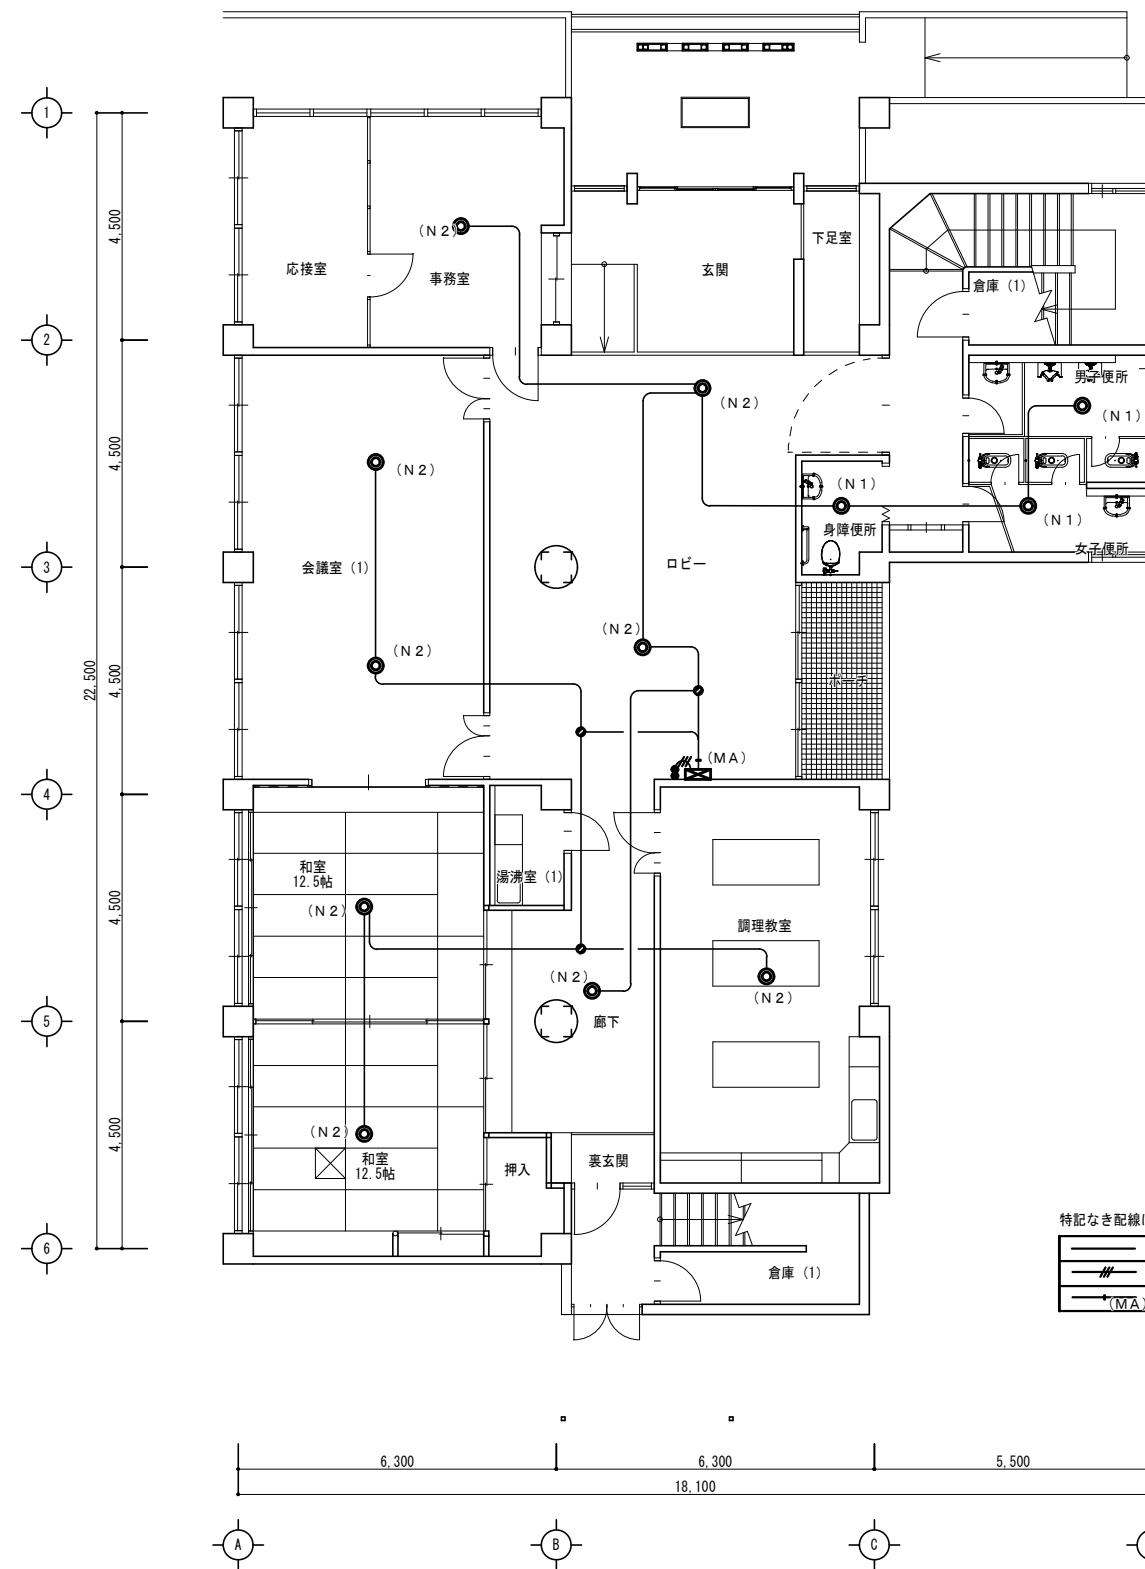 1
4,500
(N2)
応接室
事務室
玄関
下足室
倉庫 (1)
2
男子便所
(N2)
(N1)
4,500
(N2)
(N1)
(N1)
身障便所
女子便所
3
会議室 (1)
ロビー
(N2)
(N2)
22,500
4,500
ポーチ
(MA)
4
和室
12.5帖
湯沸室 (1)
(N2)
4,500
調理教室
(N2)
(N2)
5
廊下
4,500
(N2)
和室
12.5帖
押入
裏玄関
特記なき配線
6
倉庫 (1)
(MA)
6,300
6,300
5,500
18,100
A
B
C